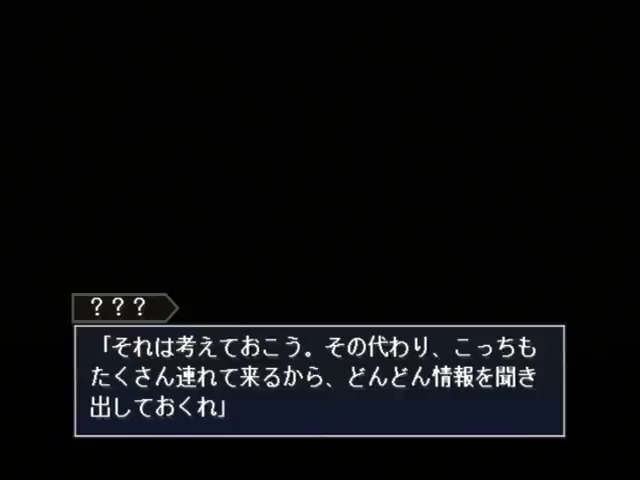 ？？？
「それは考えておこう。その代わり、こっちも
たくさん連れて来るから、どんどん情報を聞き
出しておくれ」